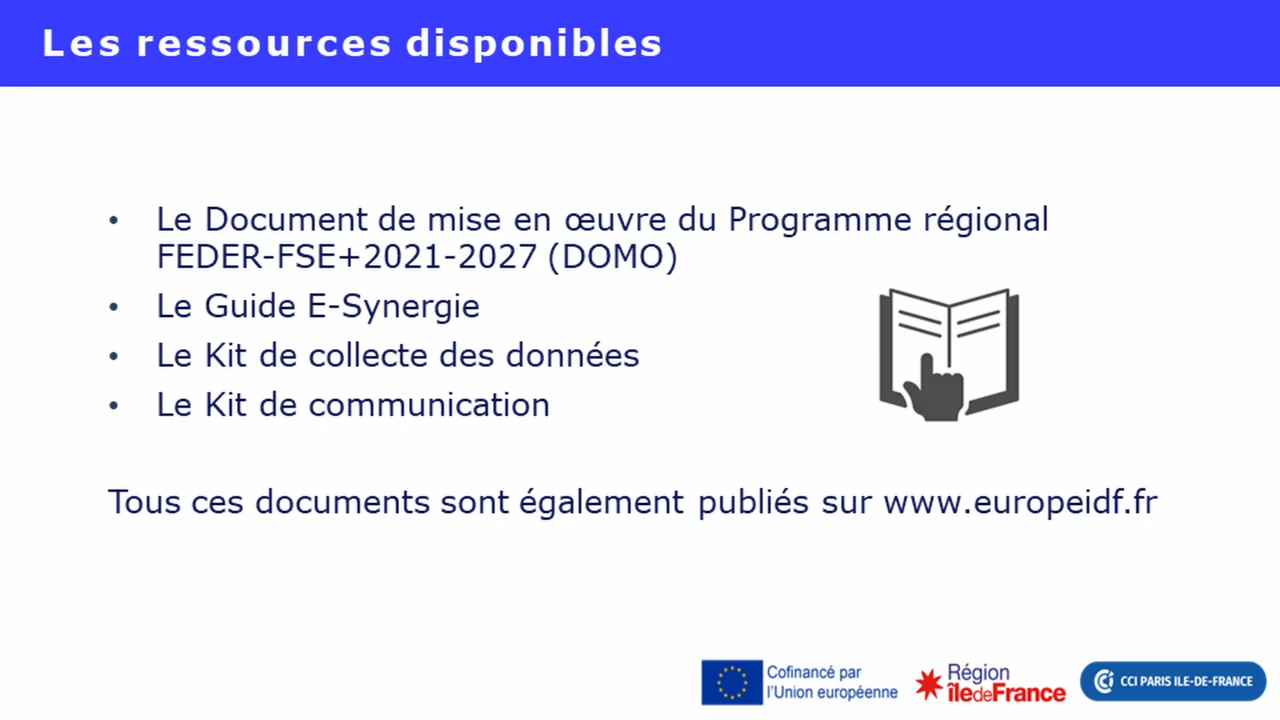 Les ressources disponibles
• Le Document de mise en œuvre du Programme régional
FEDER-FSE+2021-2027 (DOMO)
• Le Guide E-Synergie
• Le Kit de collecte des données
• Le Kit de communication
Tous ces documents sont également publiés sur www.europeidf.fr
Cofinancé par
l'Union européenne
Région
îledeFrance
CCI PARIS ILE-DE-FRANCE